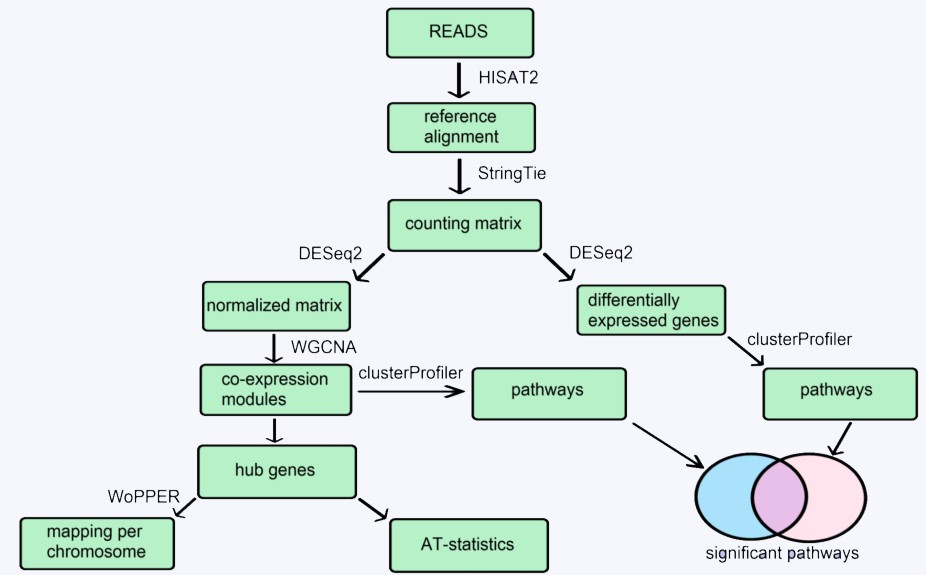 READS
HISAT2
reference
alignment
StringTie
counting matrix
DESeq2
DESeq2
normalized matrix
differentially
expressed genes
WGCNA
clusterProfiler
co-expression
modules
clusterProfiler
pathways
pathways
hub genes
WoPPER
mapping per
chromosome
AT-statistics
significant pathways